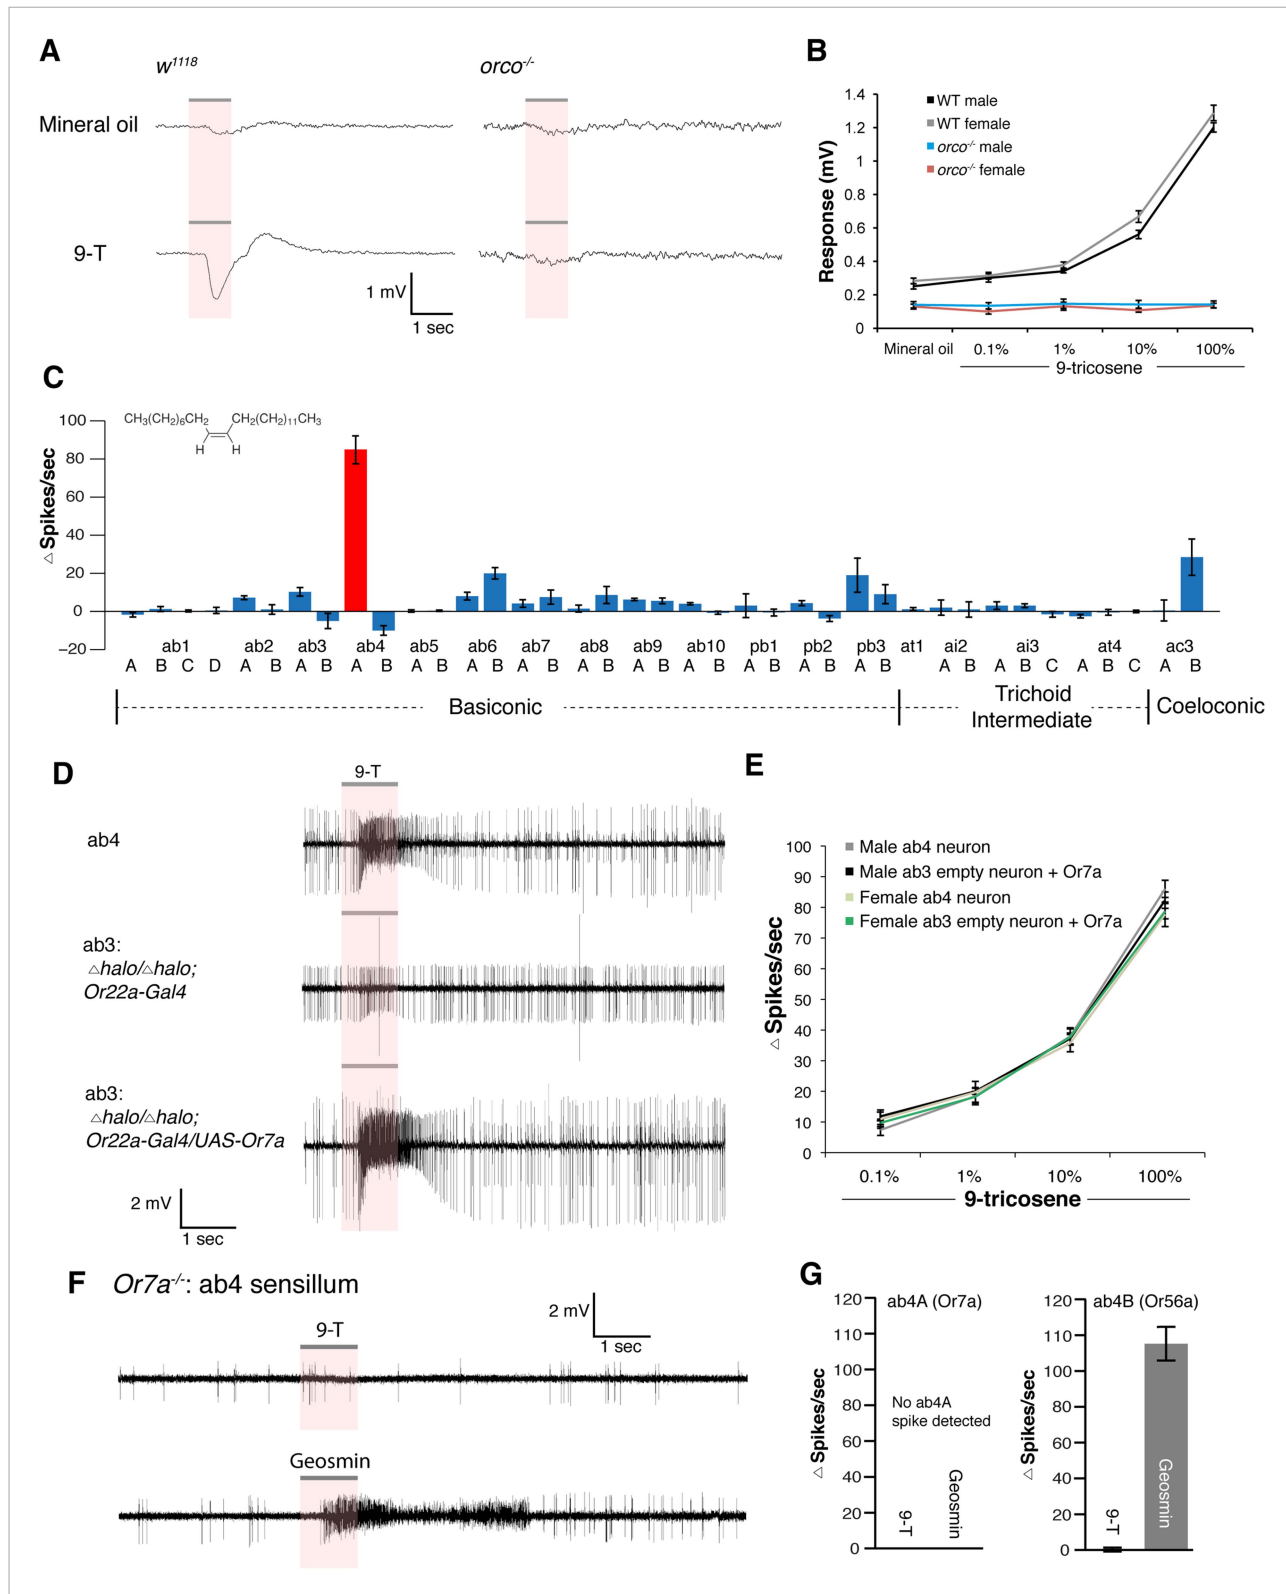 A
w1118
orco-/-
Mineral oil
9-T
1 mV
1 sec
B
WT male
WT female
orco-/- male
orco-/- female
Response (mV)
1.4
1.2
1
0.8
0.6
0.4
0.2
0
Mineral oil 0.1% 1% 10% 100%
9-tricosene
C
CH3(CH2)6CH2 CH2(CH2)11CH3
H H
△ Spikes/sec
100
80
60
40
20
0
−20
ab1 ab2 ab3 ab4 ab5 ab6 ab7 ab8 ab9 ab10 pb1 pb2 pb3 at1 ai2 ai3 at4 ac3
A B C D A B A B A B A B A B A B A B A B A B A B A B A B A A B A B C A B C A B
Basiconic
Trichoid
Intermediate
Coeloconic
D
9-T
ab4
ab3:
△halo/△halo;
Or22a-Gal4
ab3:
△halo/△halo;
Or22a-Gal4/UAS-Or7a
2 mV
1 sec
E
Male ab4 neuron
Male ab3 empty neuron + Or7a
Female ab4 neuron
Female ab3 empty neuron + Or7a
△ Spikes/sec
100
90
80
70
60
50
40
30
20
10
0
0.1% 1% 10% 100%
9-tricosene
F
Or7a-/-: ab4 sensillum
2 mV
1 sec
9-T
Geosmin
G
ab4A (Or7a)
△ Spikes/sec
120
110
100
80
60
40
20
0
No ab4A
spike detected
9-T
Geosmin
ab4B (Or56a)
△ Spikes/sec
120
110
100
80
60
40
20
0
9-T
Geosmin